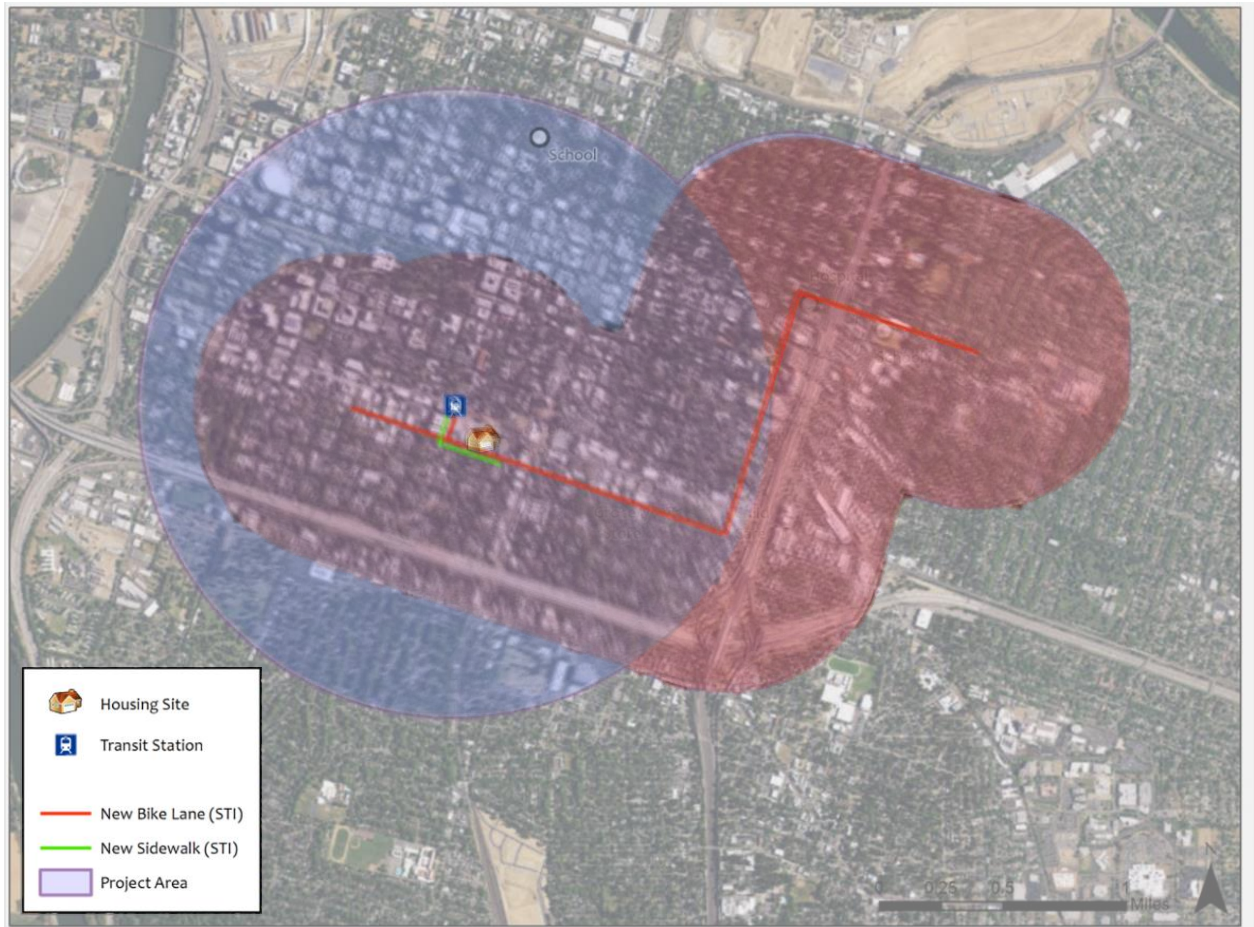 School
Housing Site
Transit Station
New Bike Lane (STI)
New Sidewalk (STI)
Project Area
N
0 0.25 0.5 1
Miles